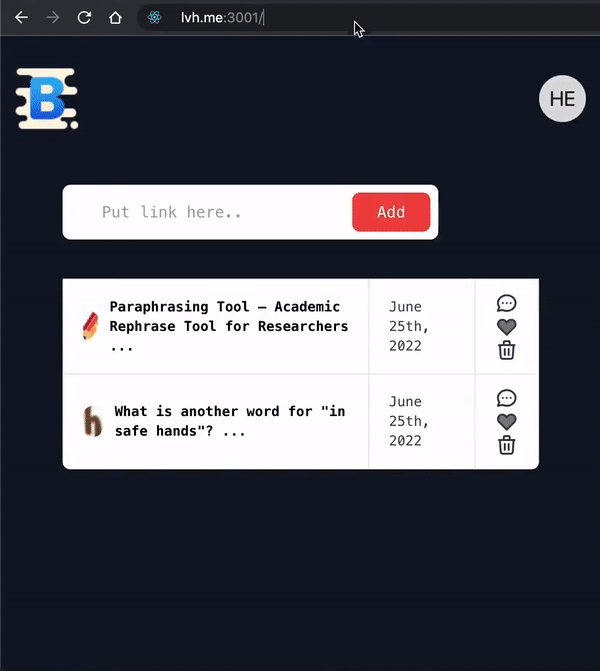 lvh.me:3001/
B
HE
Put link here..
Add
Paraphrasing Tool – Academic
Rephrase Tool for Researchers
...
June
25th,
2022
h
What is another word for "in
safe hands"? ...
June
25th,
2022